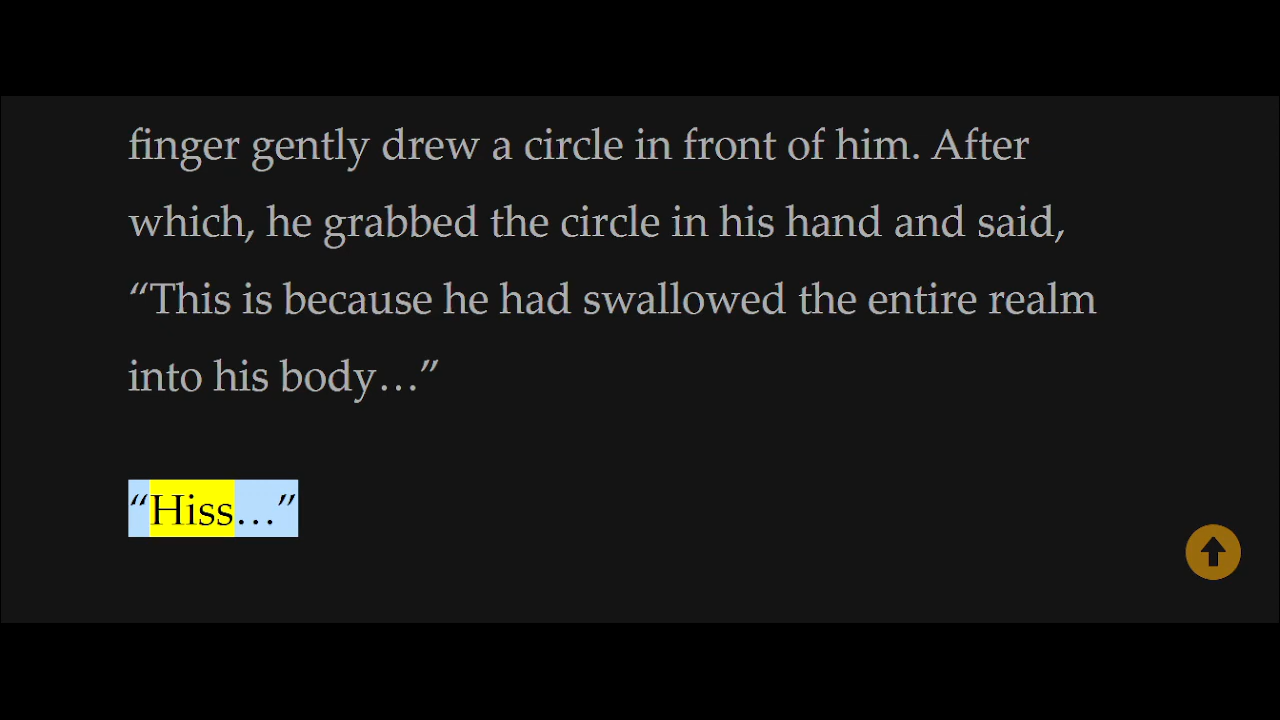 finger gently drew a circle in front of him. After
which, he grabbed the circle in his hand and said,
“This is because he had swallowed the entire realm
into his body…”
“Hiss…”